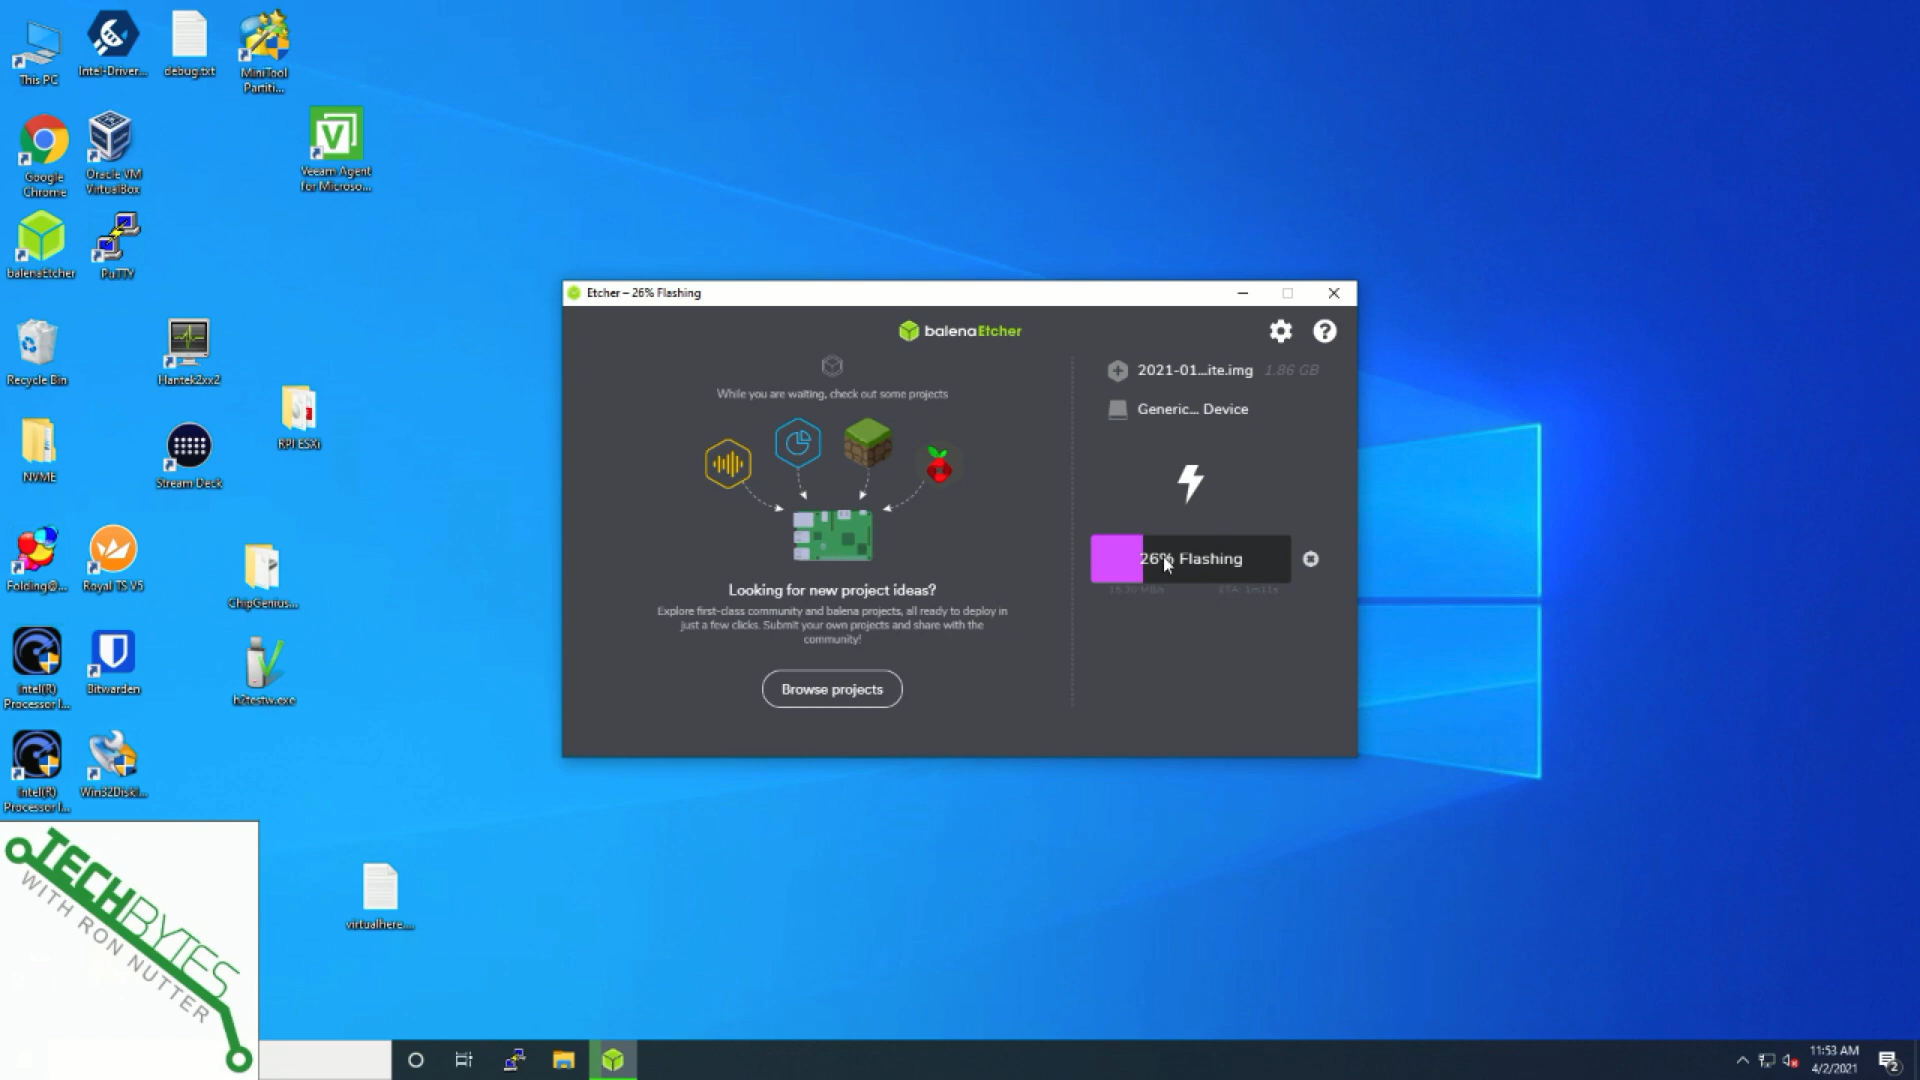 This PC
Intel-Driver...
debug.txt
MiniTool
Partiti...
Google
Chrome
Oracle VM
VirtualBox
Veeam Agent
for Microso...
balenaEtcher
PuTTY
Recycle Bin
Hantek2xx2
RPI ESXi
NVME
Stream Deck
Folding@...
Royal TS V5
ChipGenius...
Intel(R)
Processor I...
Bitwarden
h2testw.exe
Intel(R)
Processor I...
Win32Diski...
virtualhere....
TECHBYTES
WITH RON NUTTER
Etcher – 26% Flashing
balenaEtcher
While you are waiting, check out some projects
Looking for new project ideas?
Explore first-class community and balena projects, all ready to deploy in
just a few clicks. Submit your own projects and share with the
community!
Browse projects
2021-01...ite.img 1.86 GB
Generic... Device
26% Flashing
ETA: 1m11s
11:53 AM
4/2/2021
2